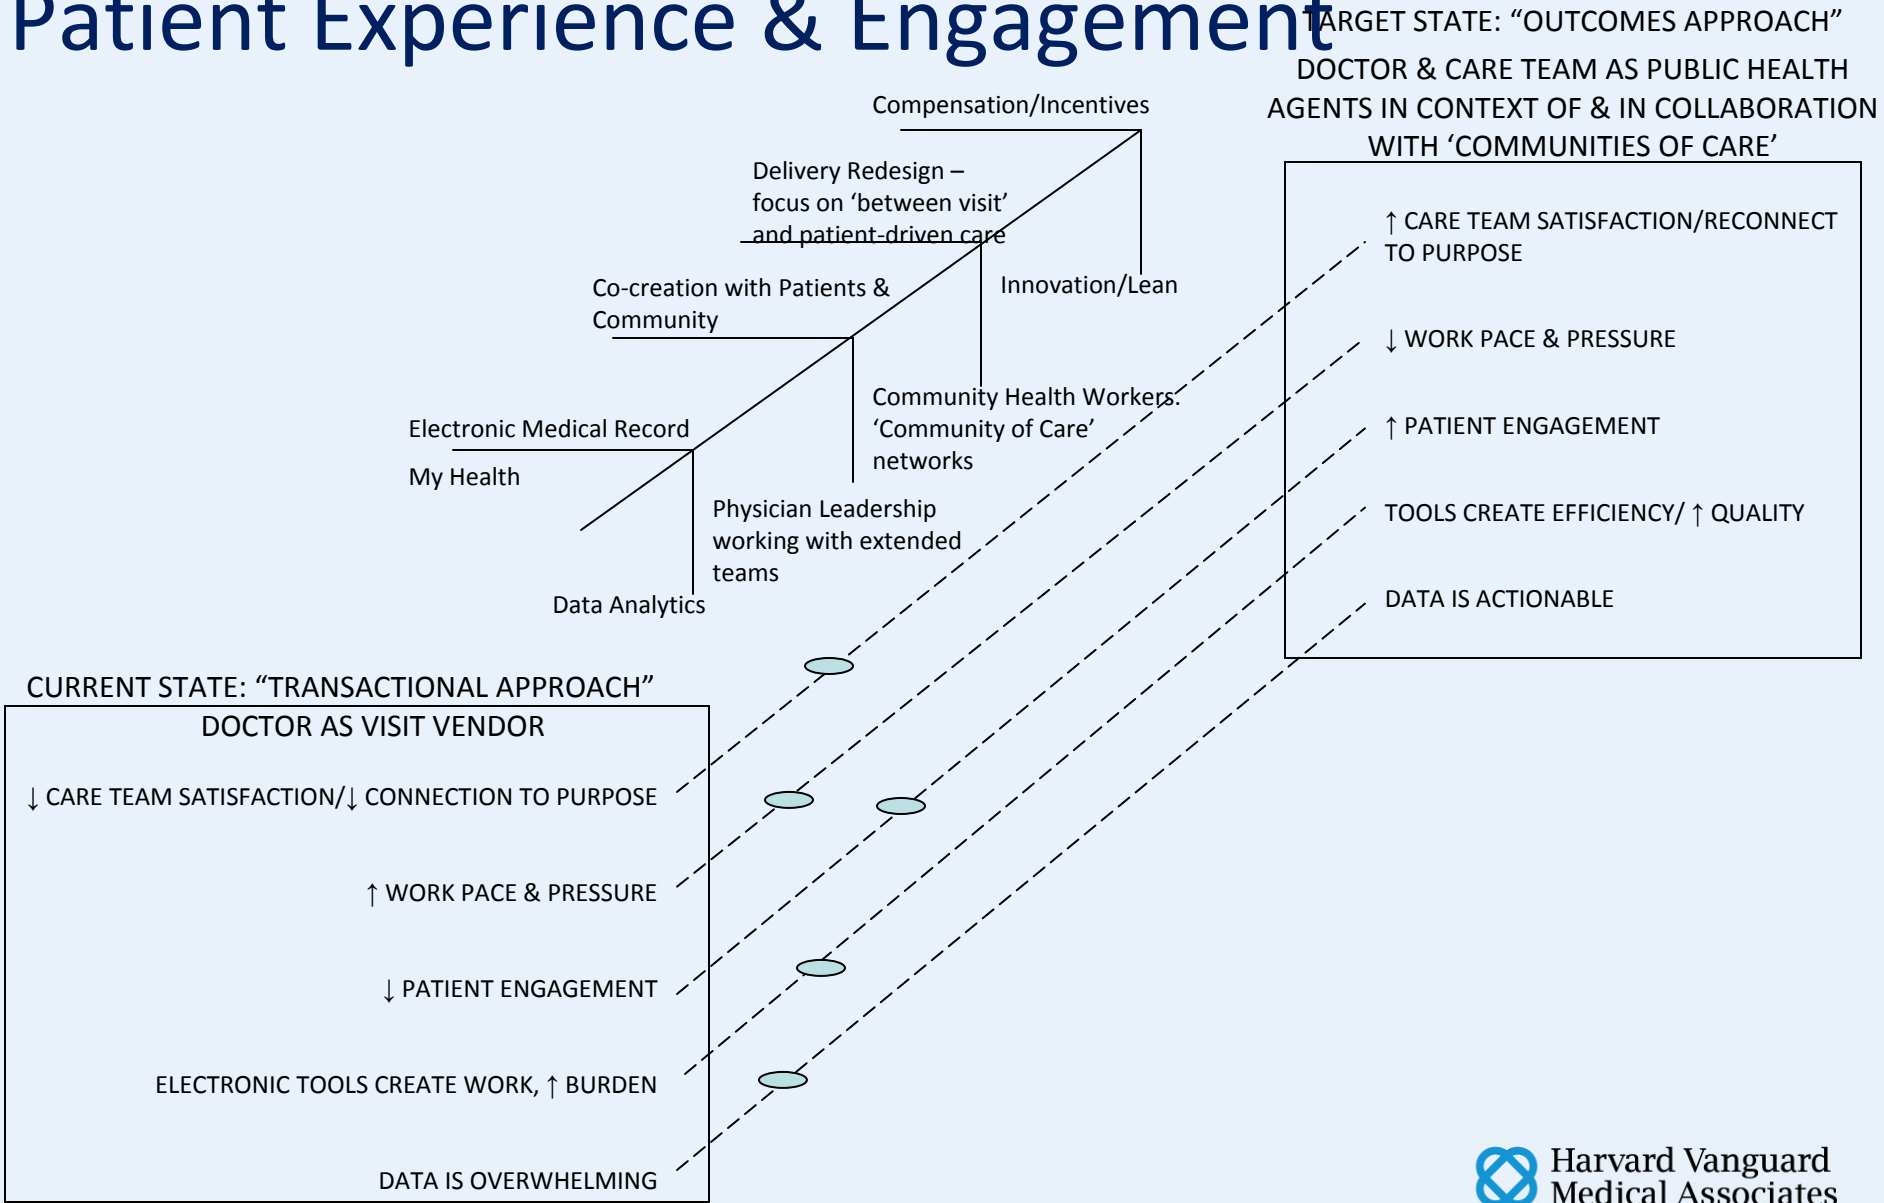 Patient Experience & Engagement
TARGET STATE: “OUTCOMES APPROACH”
DOCTOR & CARE TEAM AS PUBLIC HEALTH
AGENTS IN CONTEXT OF & IN COLLABORATION
WITH ‘COMMUNITIES OF CARE’
Compensation/Incentives
Delivery Redesign –
focus on ‘between visit’
and patient-driven care
Innovation/Lean
Co-creation with Patients &
Community
Community Health Workers.
‘Community of Care’
networks
Electronic Medical Record
My Health
Physician Leadership
working with extended
teams
Data Analytics
↑ CARE TEAM SATISFACTION/RECONNECT
TO PURPOSE
↓ WORK PACE & PRESSURE
↑ PATIENT ENGAGEMENT
TOOLS CREATE EFFICIENCY/ ↑ QUALITY
DATA IS ACTIONABLE
CURRENT STATE: “TRANSACTIONAL APPROACH”
DOCTOR AS VISIT VENDOR
↓ CARE TEAM SATISFACTION/↓ CONNECTION TO PURPOSE
↑ WORK PACE & PRESSURE
↓ PATIENT ENGAGEMENT
ELECTRONIC TOOLS CREATE WORK, ↑ BURDEN
DATA IS OVERWHELMING
Harvard Vanguard
Medical Associates